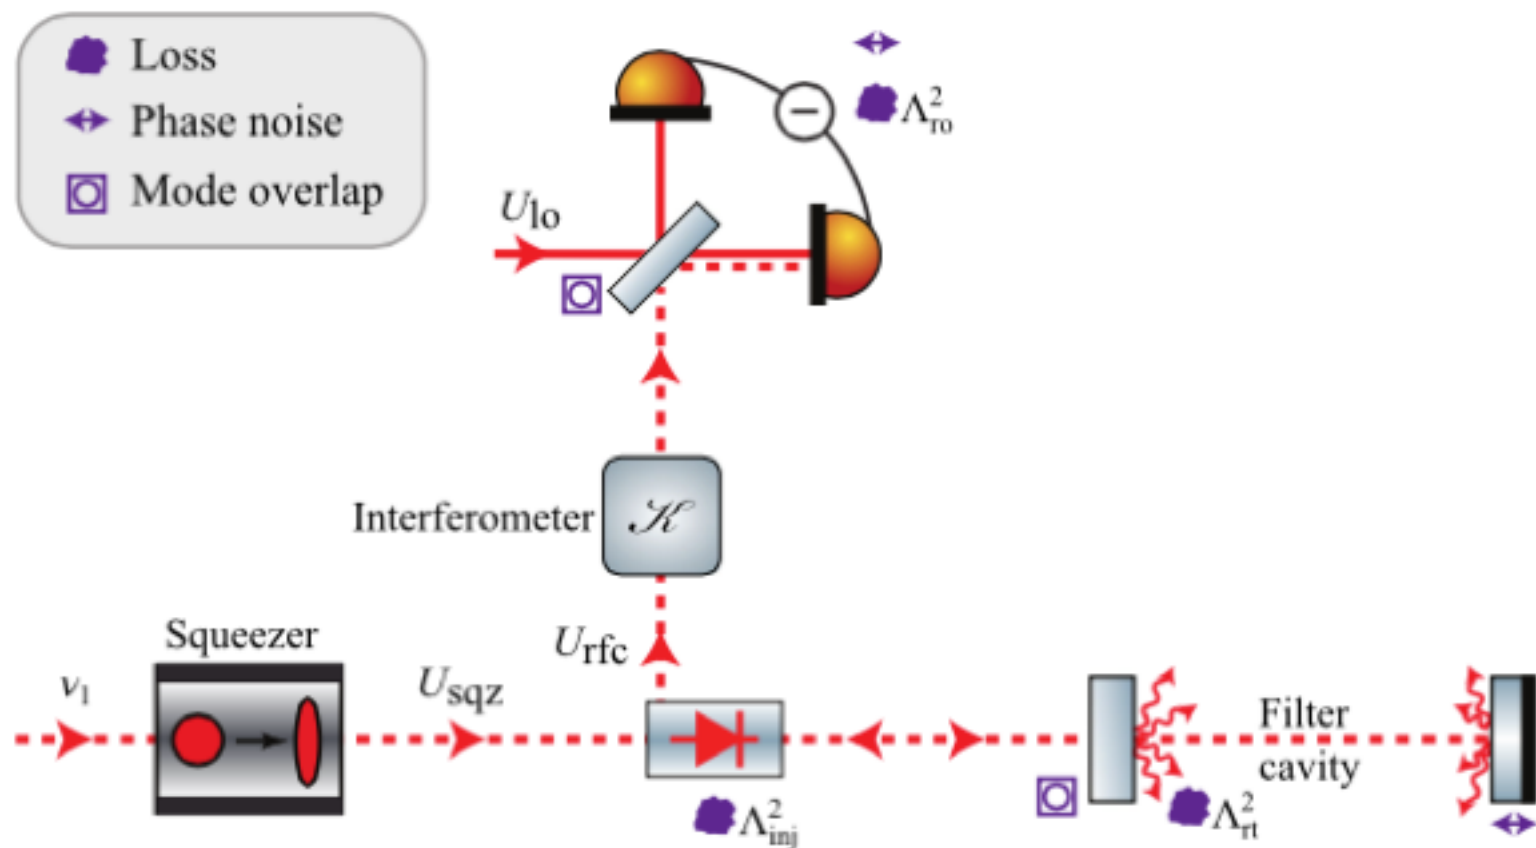 Loss
Phase noise
Mode overlap
−
Λ²ro
Ulo
Interferometer
𝒦
Squeezer
Urfc
ν1
Usqz
Filter
cavity
Λ²inj
Λ²rt